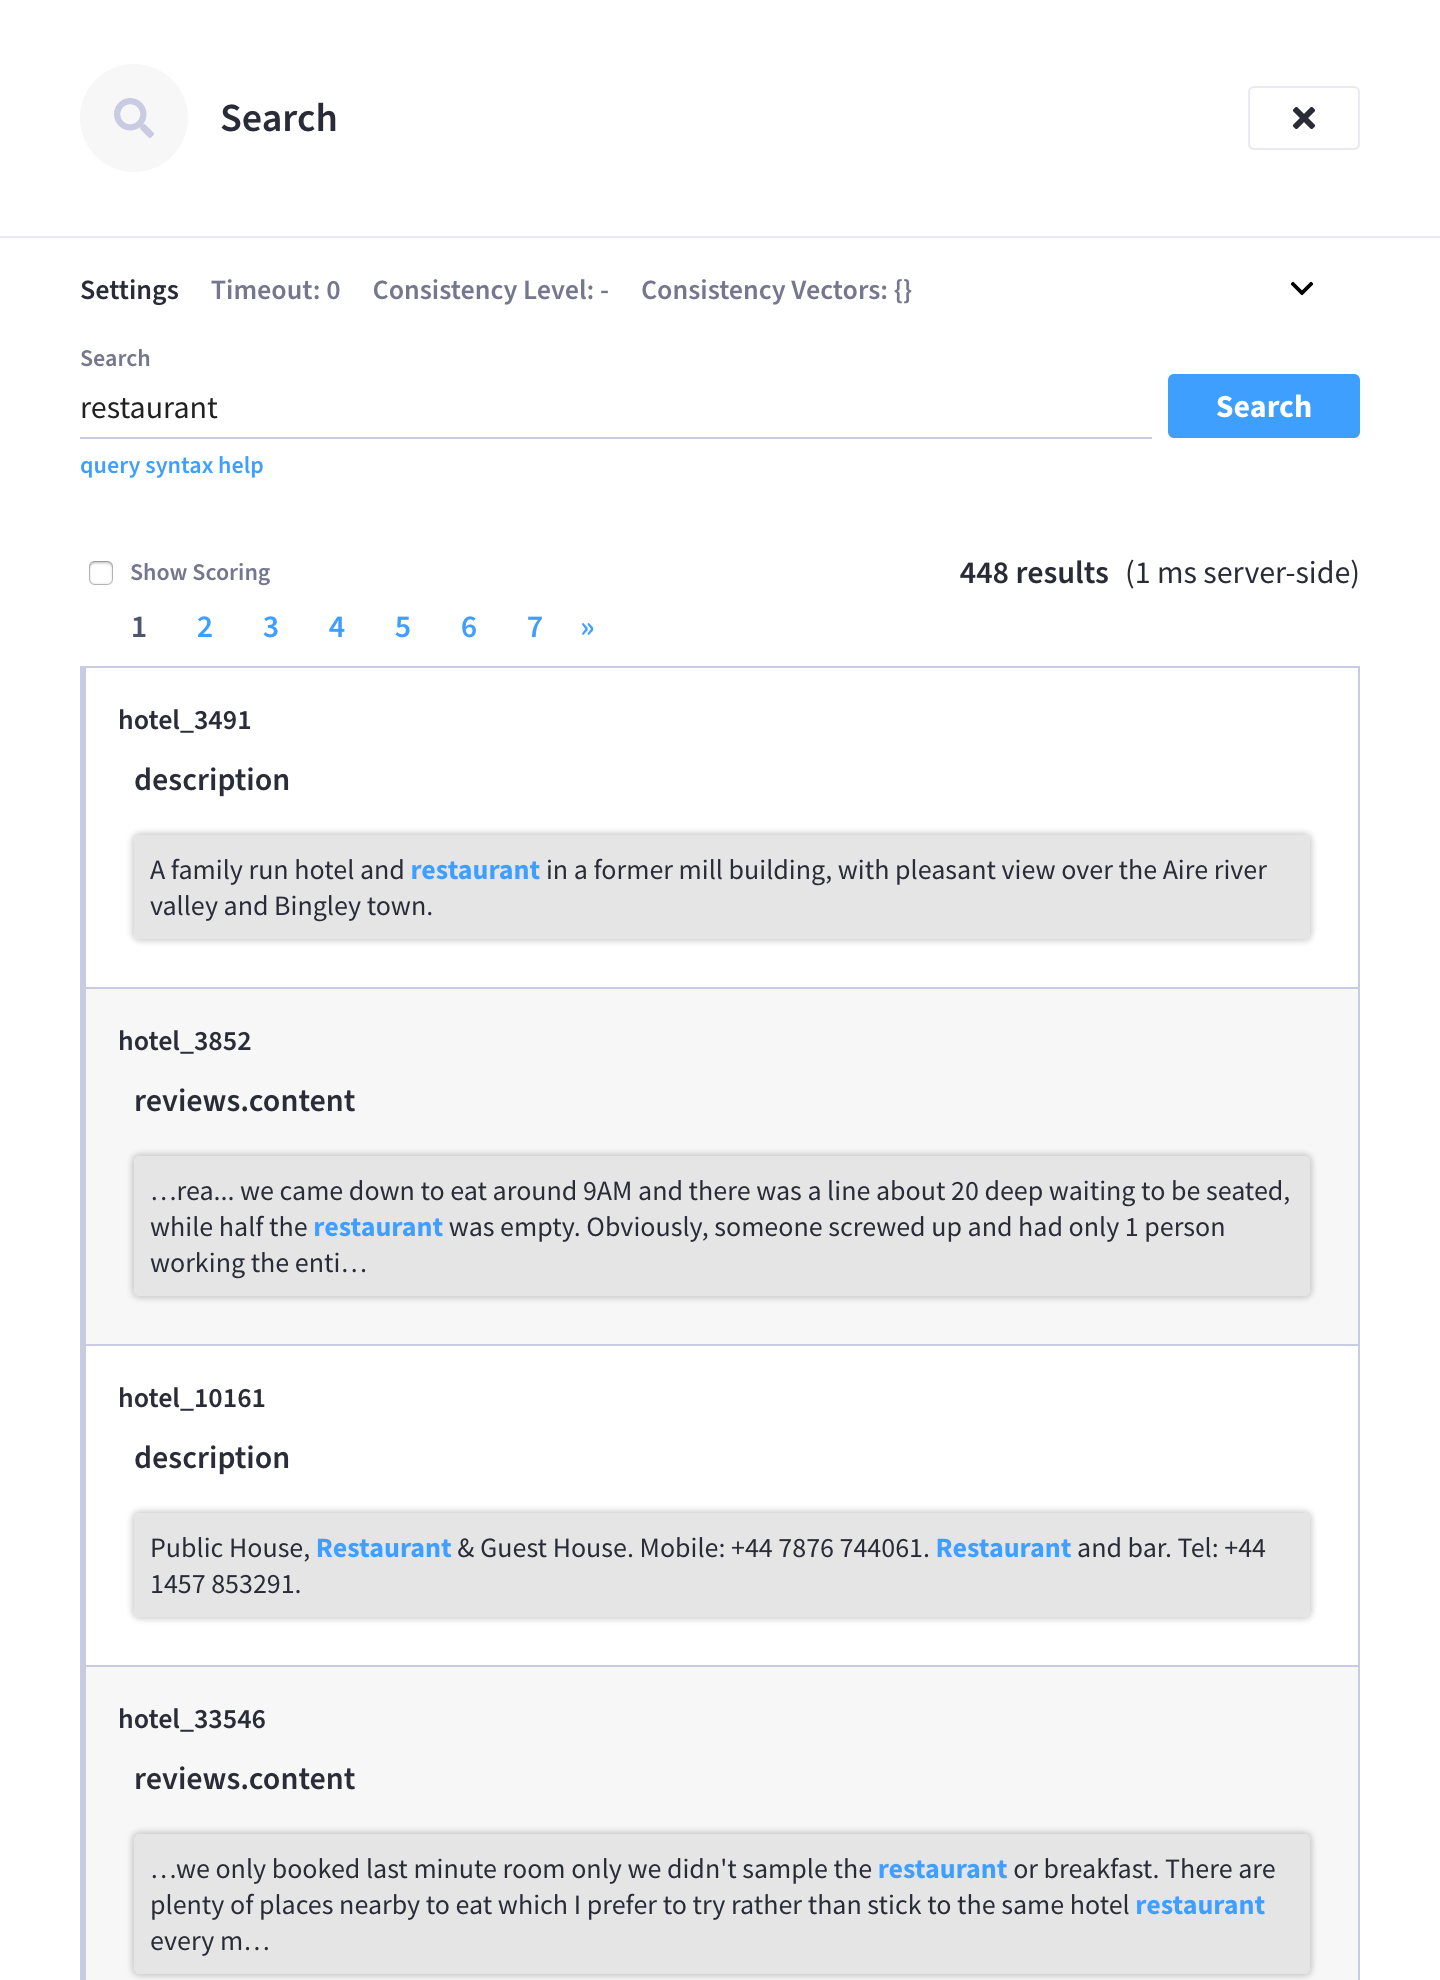 Search
Settings Timeout: 0 Consistency Level: - Consistency Vectors: {}
Search
restaurant
Search
query syntax help
Show Scoring
448 results (1 ms server-side)
1 2 3 4 5 6 7 »
hotel_3491
description
A family run hotel and restaurant in a former mill building, with pleasant view over the Aire river
valley and Bingley town.
hotel_3852
reviews.content
…rea... we came down to eat around 9AM and there was a line about 20 deep waiting to be seated,
while half the restaurant was empty. Obviously, someone screwed up and had only 1 person
working the enti…
hotel_10161
description
Public House, Restaurant & Guest House. Mobile: +44 7876 744061. Restaurant and bar. Tel: +44
1457 853291.
hotel_33546
reviews.content
…we only booked last minute room only we didn't sample the restaurant or breakfast. There are
plenty of places nearby to eat which I prefer to try rather than stick to the same hotel restaurant
every m…